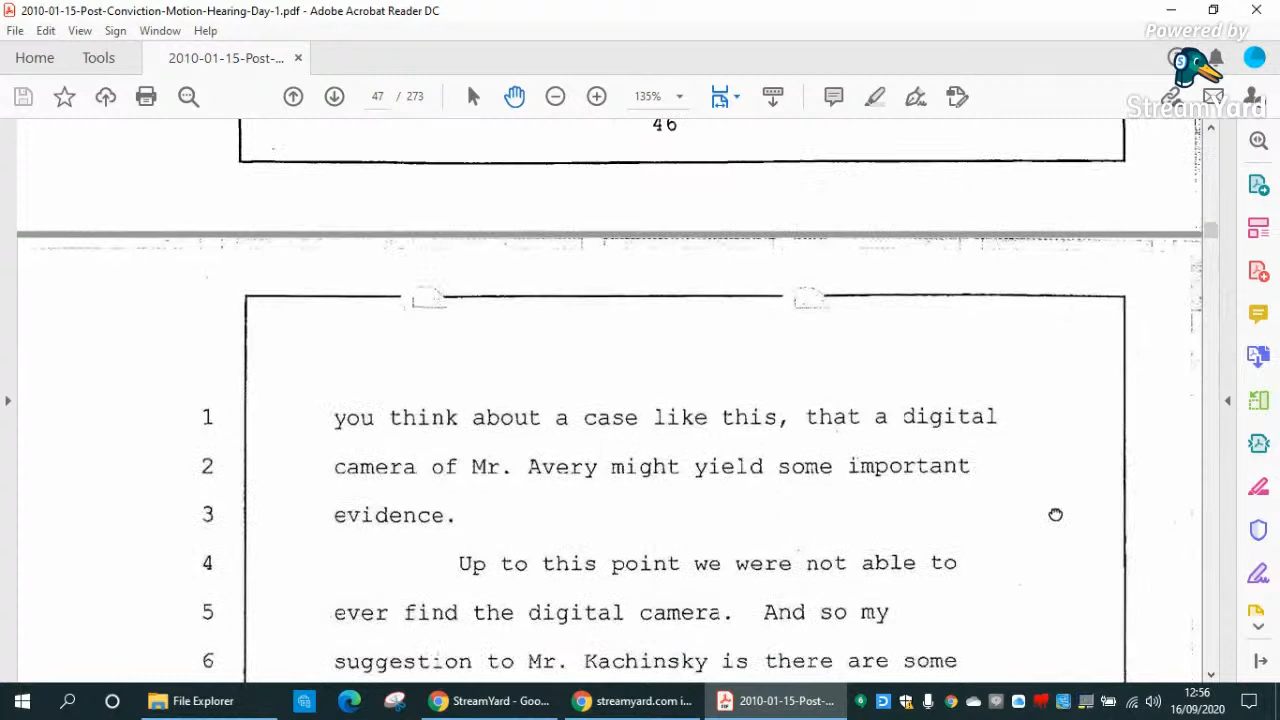 2010-01-15-Post-Conviction-Motion-Hearing-Day-1.pdf - Adobe Acrobat Reader DC
Powered by
StreamYard
File Edit View Sign Window Help
Home Tools 2010-01-15-Post-... ×
47 / 273 135%
46
1 you think about a case like this, that a digital
2 camera of Mr. Avery might yield some important
3 evidence.
4 Up to this point we were not able to
5 ever find the digital camera. And so my
6 suggestion to Mr. Kachinsky is there are some
File Explorer StreamYard - Goo... streamyard.com i... 2010-01-15-Post-...
12:56
16/09/2020